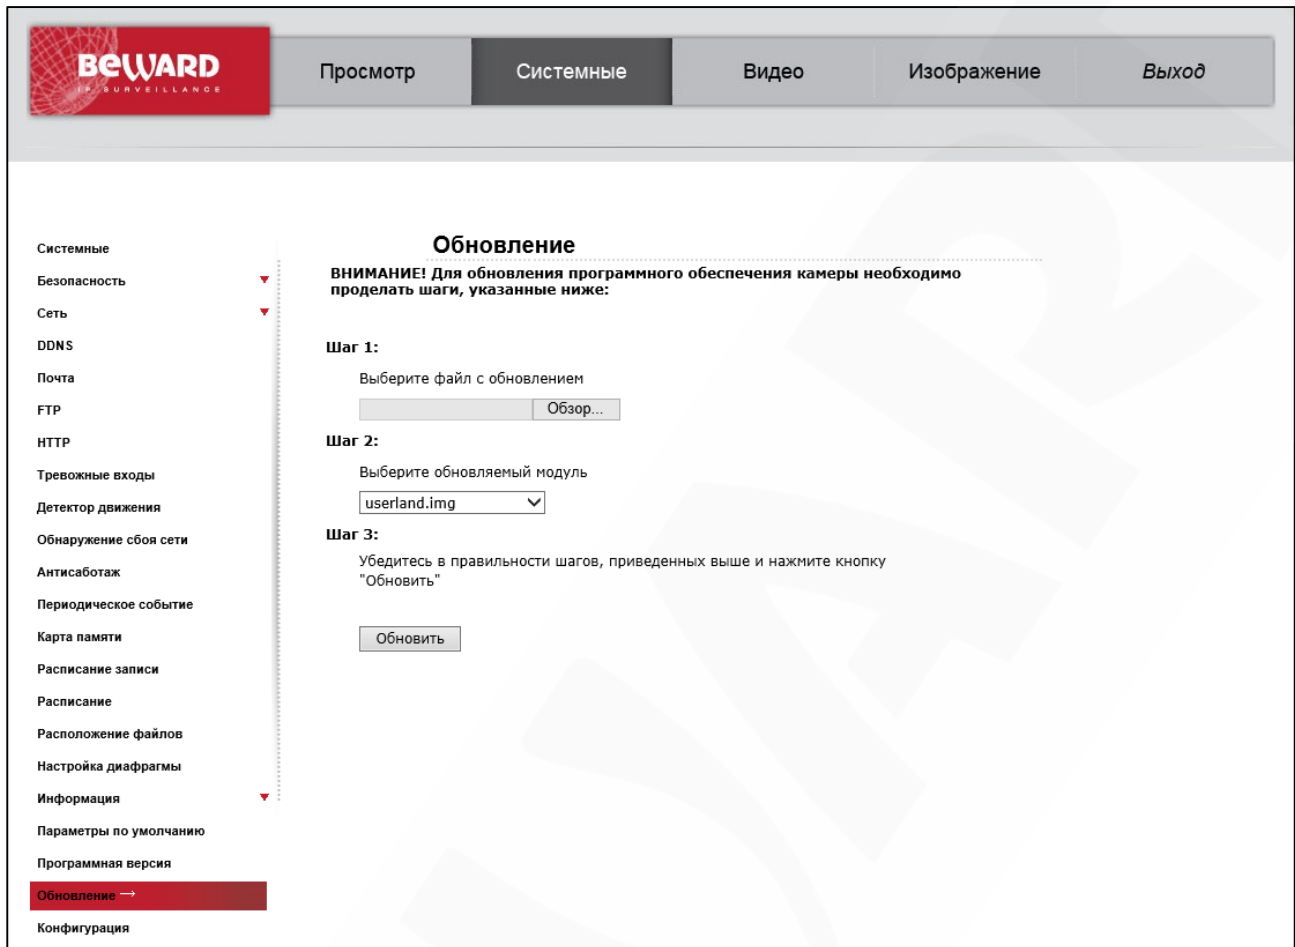 BEWARD
IP SURVEILLANCE
Просмотр
Системные
Видео
Изображение
Выход
Системные
Безопасность
Сеть
DDNS
Почта
FTP
HTTP
Тревожные входы
Детектор движения
Обнаружение сбоя сети
Антисаботаж
Периодическое событие
Карта памяти
Расписание записи
Расписание
Расположение файлов
Настройка диафрагмы
Информация
Параметры по умолчанию
Программная версия
Обновление →
Конфигурация
Обновление
ВНИМАНИЕ! Для обновления программного обеспечения камеры необходимо
проделать шаги, указанные ниже:
Шаг 1:
Выберите файл с обновлением
Обзор...
Шаг 2:
Выберите обновляемый модуль
userland.img
Шаг 3:
Убедитесь в правильности шагов, приведенных выше и нажмите кнопку
"Обновить"
Обновить